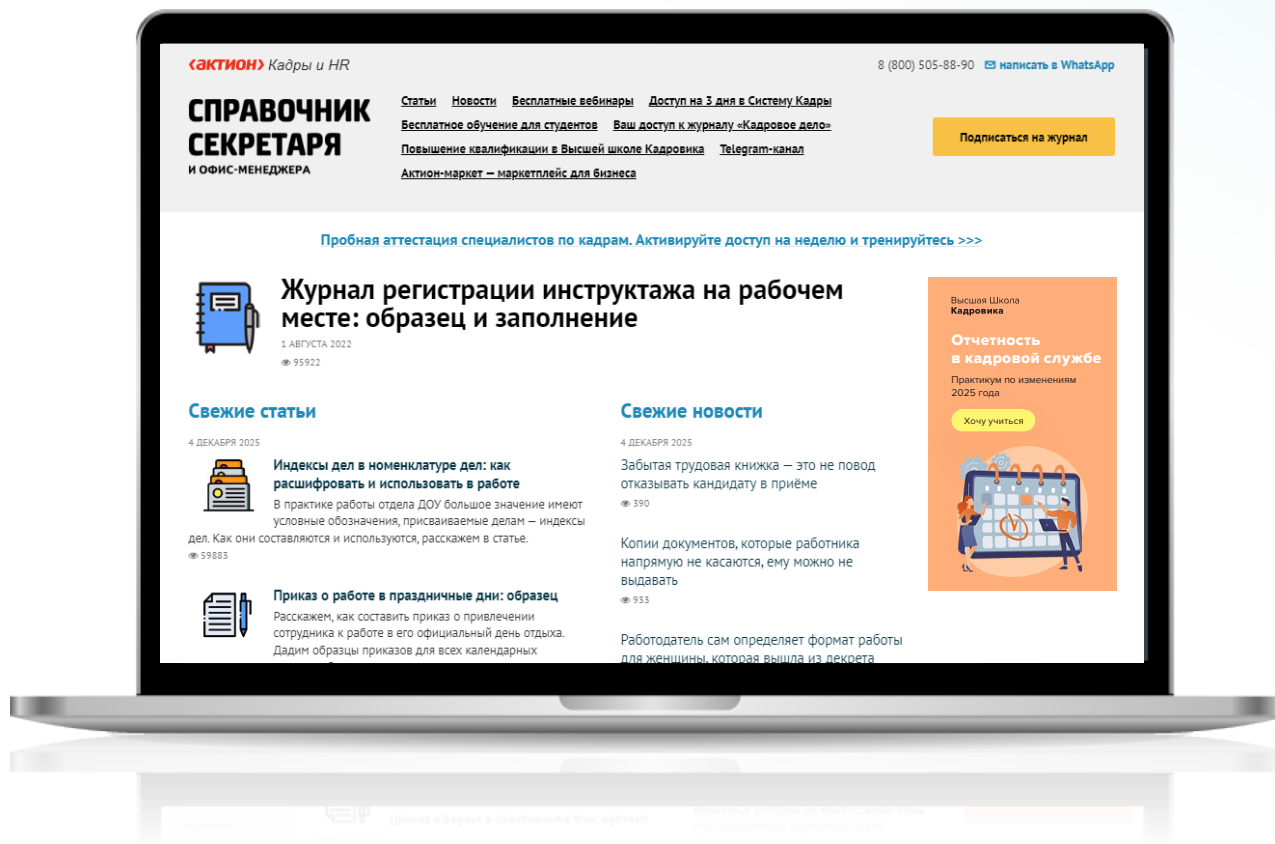 ‹актион› Кадры и HR
8 (800) 505-88-90 написать в WhatsApp
СПРАВОЧНИК
СЕКРЕТАРЯ
И ОФИС-МЕНЕДЖЕРА
Статьи Новости Бесплатные вебинары Доступ на 3 дня в Систему Кадры
Бесплатное обучение для студентов Ваш доступ к журналу «Кадровое дело»
Повышение квалификации в Высшей школе Кадровика Telegram-канал
Актион-маркет — маркетплейс для бизнеса
Подписаться на журнал
Пробная аттестация специалистов по кадрам. Активируйте доступ на неделю и тренируйтесь >>>
Журнал регистрации инструктажа на рабочем
месте: образец и заполнение
1 АВГУСТА 2022
95922
Свежие статьи
4 ДЕКАБРЯ 2025
Индексы дел в номенклатуре дел: как
расшифровать и использовать в работе
В практике работы отдела ДОУ большое значение имеют
условные обозначения, присваиваемые делам — индексы
дел. Как они составляются и используются, расскажем в статье.
59883
Приказ о работе в праздничные дни: образец
Расскажем, как составить приказ о привлечении
сотрудника к работе в его официальный день отдыха.
Дадим образцы приказов для всех календарных
Свежие новости
4 ДЕКАБРЯ 2025
Забытая трудовая книжка — это не повод
отказывать кандидату в приёме
390
Копии документов, которые работника
напрямую не касаются, ему можно не
выдавать
933
Работодатель сам определяет формат работы
для женщины, которая вышла из декрета
Высшая Школа
Кадровика
Отчетность
в кадровой службе
Практикум по изменениям
2025 года
Хочу учиться